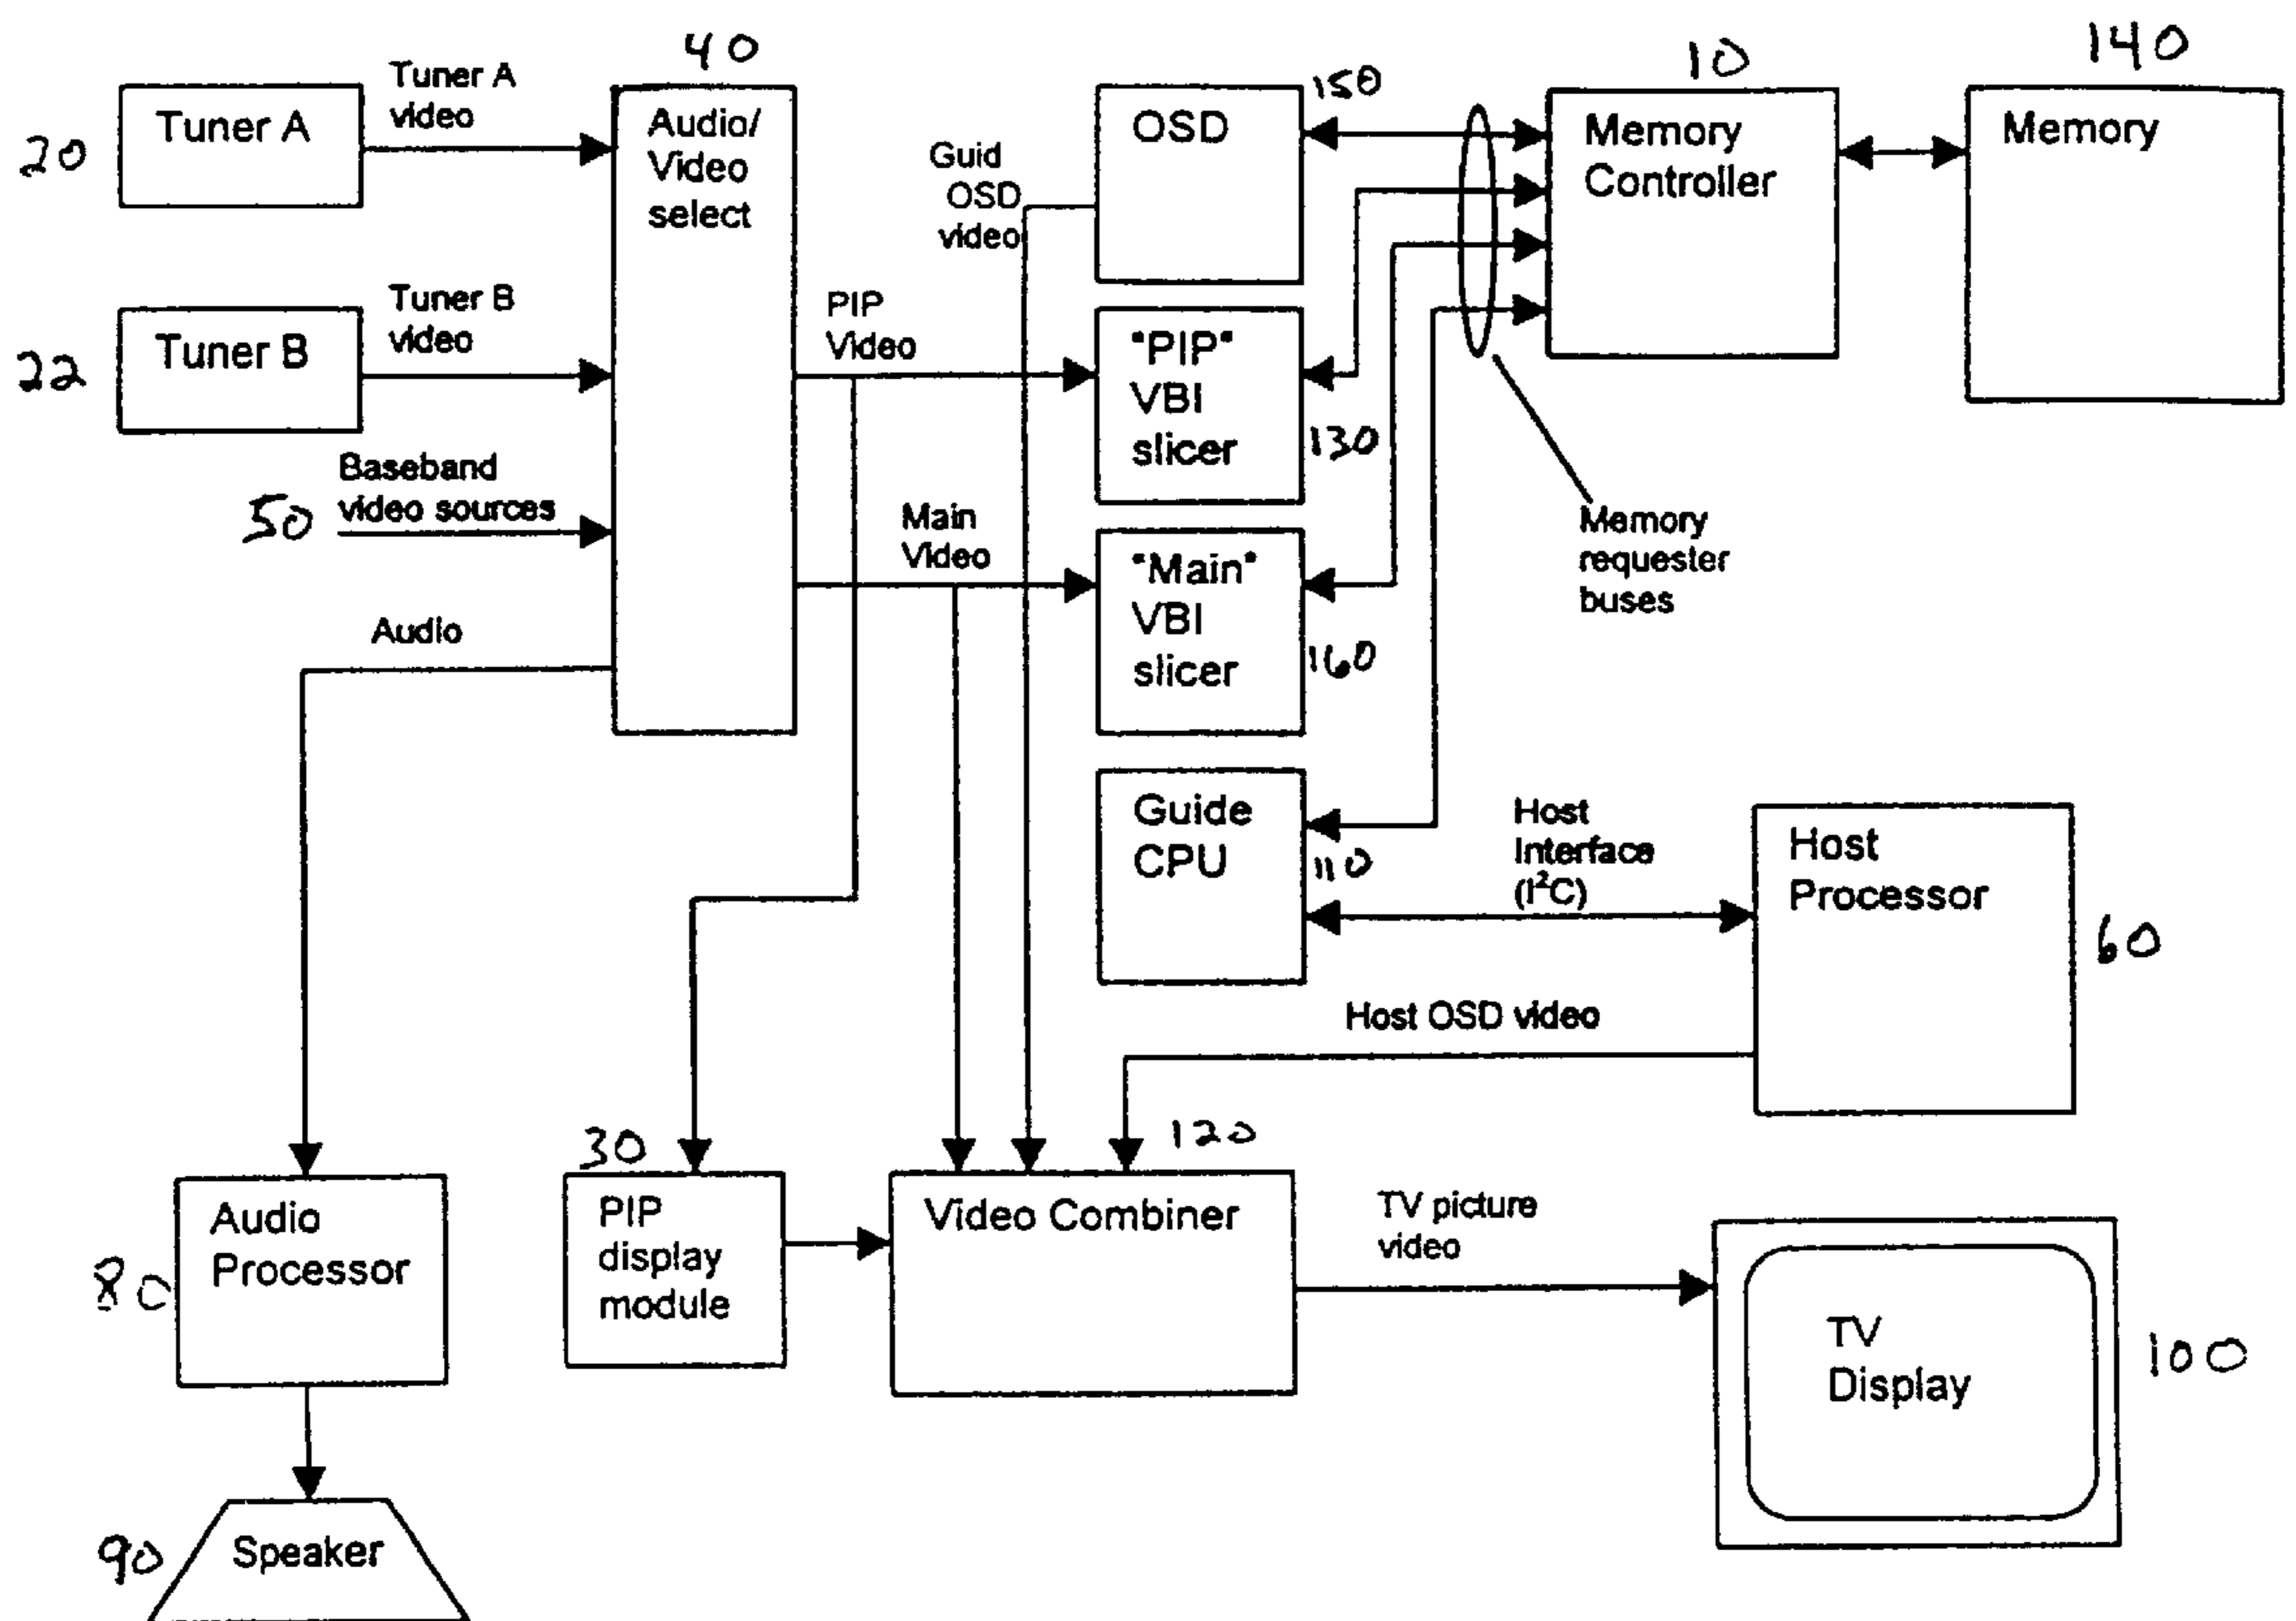 40
10
140
Tuner A
video
Tuner A
20
Audio/
Video
select
OSD
150
Memory
Controller
Memory
Guid
OSD
video
Tuner B
video
Tuner B
22
PIP
Video
"PIP"
VBI
slicer
130
Baseband
video sources
50
Main
Video
"Main"
VBI
slicer
160
Memory
requester
buses
Audio
Guide
CPU
110
Host
Interface
(I²C)
Host
Processor
60
Host OSD video
30
120
Audio
Processor
80
PIP
display
module
Video Combiner
TV picture
video
TV
Display
100
Speaker
90